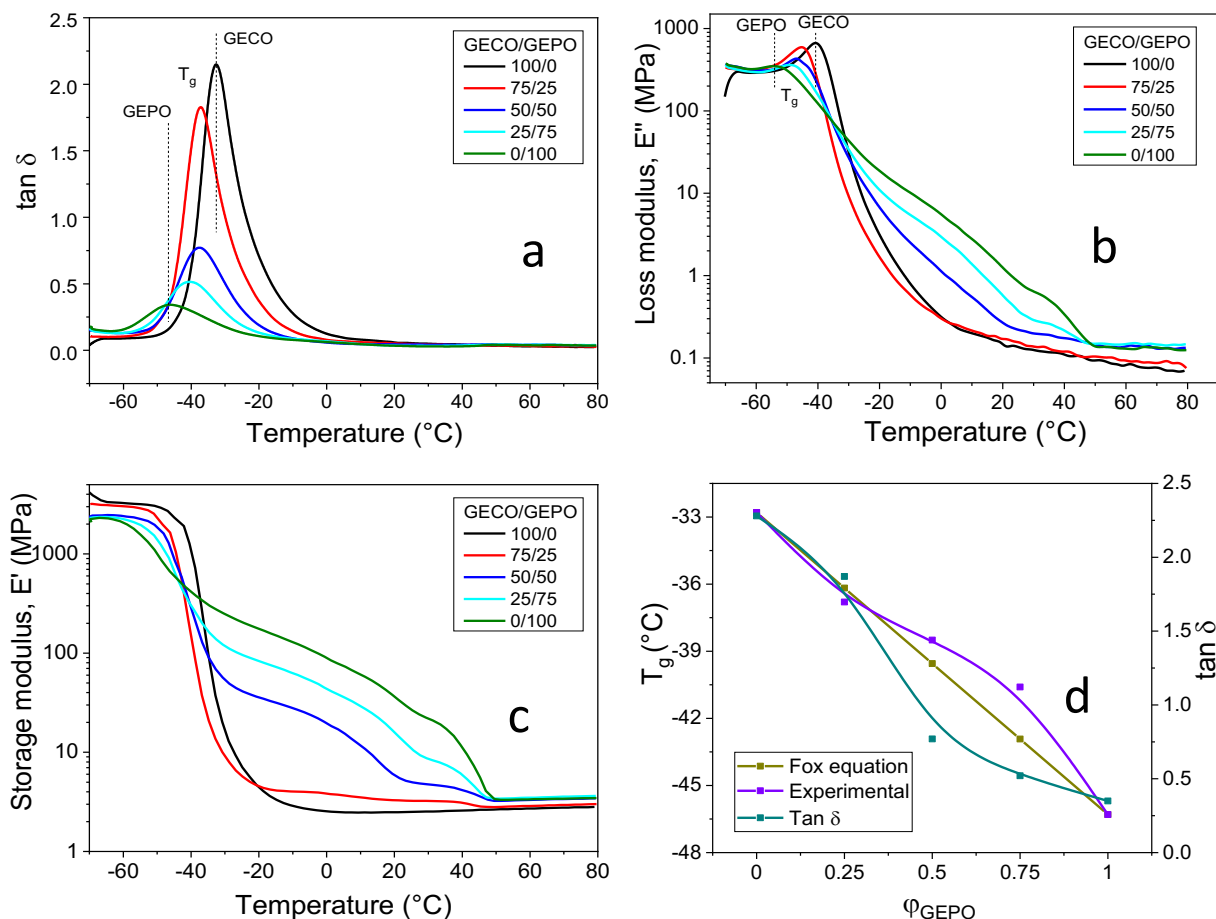 GECO
GEPO
Tg
GECO/GEPO
100/0
75/25
50/50
25/75
0/100
a
tan δ
2.5
2.0
1.5
1.0
0.5
0.0
-60 -40 -20 0 20 40 60 80
Temperature (°C)
GEPO
GECO
Tg
GECO/GEPO
100/0
75/25
50/50
25/75
0/100
b
Loss modulus, E" (MPa)
1000
100
10
1
0.1
-60 -40 -20 0 20 40 60 80
Temperature (°C)
GECO/GEPO
100/0
75/25
50/50
25/75
0/100
c
Storage modulus, E' (MPa)
1000
100
10
1
-60 -40 -20 0 20 40 60 80
Temperature (°C)
d
Tg (°C)
-33
-36
-39
-42
-45
-48
Fox equation
Experimental
Tan δ
2.5
2.0
1.5
1.0
0.5
0.0
tan δ
0 0.25 0.5 0.75 1
φGEPO